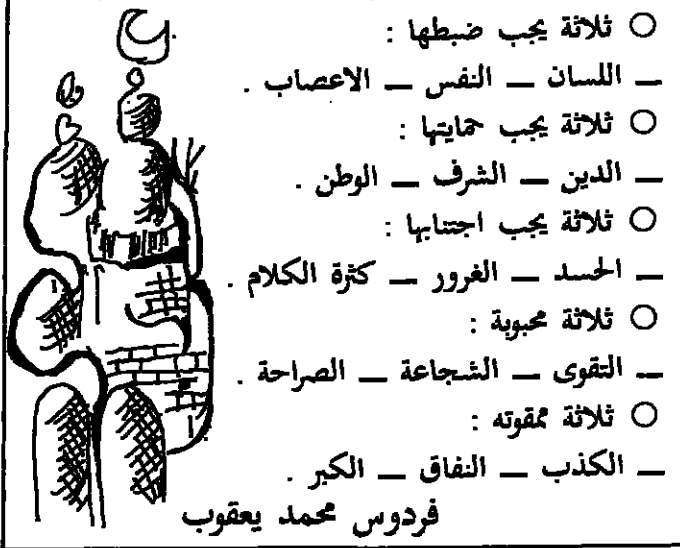 ○ ثلاثة يجب ضبطها :
— اللسان — النفس — الاعصاب .
○ ثلاثة يجب حمايتها :
— الدين — الشرف — الوطن .
○ ثلاثة يجب اجتنابها :
— الحسد — الغرور — كثرة الكلام .
○ ثلاثة محبوبة :
— التقوى — الشجاعة — الصراحة .
○ ثلاثة ممقوته :
— الكذب — النفاق — الكبر .
فردوس محمد يعقوب